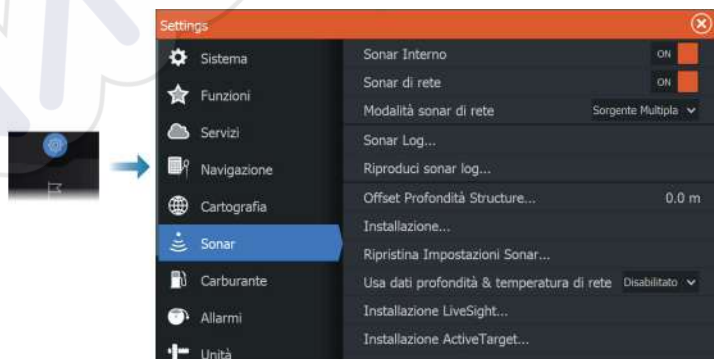 Settings
Sistema
Funzioni
Servizi
Navigazione
Cartografia
Sonar
Carburante
Allarmi
Unità
Sonar Interno ON
Sonar di rete ON
Modalità sonar di rete Sorgente Multipla
Sonar Log...
Riproduci sonar log...
Offset Profondità Structure... 0.0 m
Installazione...
Ripristina Impostazioni Sonar...
Usa dati profondità & temperatura di rete Disabilitato
Installazione LiveSight...
Installazione ActiveTarget...